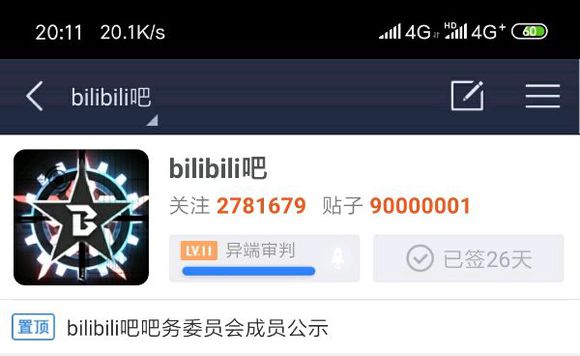 20:11 20.1K/s 4G HD 4G+ 60
bilibili吧
bilibili吧
关注 2781679 贴子 90000001
LV.11 异端审判 已签26天
置顶 bilibili吧吧务委员会成员公示